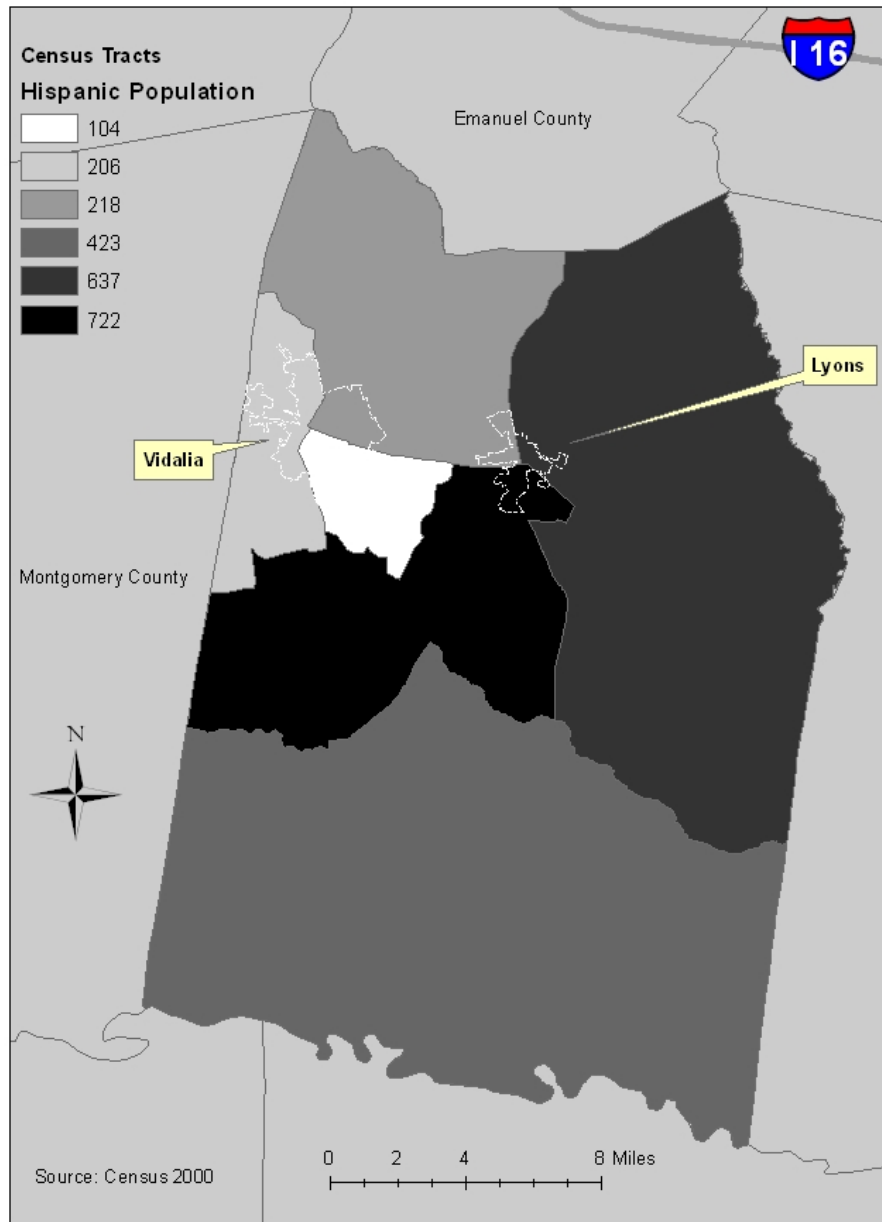 Census Tracts
Hispanic Population
104
206
218
423
637
722
I 16
Emanuel County
Lyons
Vidalia
Montgomery County
N
0 2 4 8 Miles
Source: Census 2000